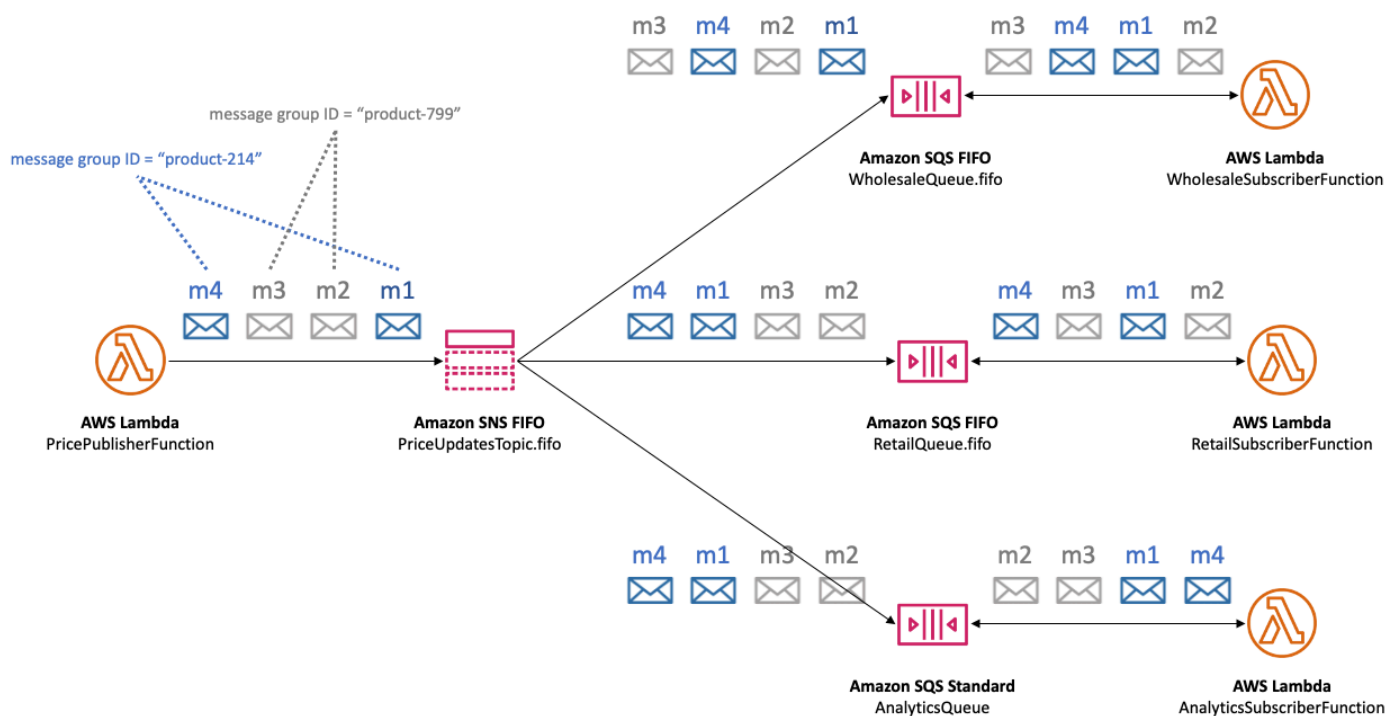 m3 m4 m2 m1
m3 m4 m1 m2
message group ID = “product-799”
message group ID = “product-214”
Amazon SQS FIFO
WholesaleQueue.fifo
AWS Lambda
WholesaleSubscriberFunction
m4 m3 m2 m1
m4 m1 m3 m2
m4 m3 m1 m2
AWS Lambda
PricePublisherFunction
Amazon SNS FIFO
PriceUpdatesTopic.fifo
Amazon SQS FIFO
RetailQueue.fifo
AWS Lambda
RetailSubscriberFunction
m4 m1 m3 m2
m2 m3 m1 m4
Amazon SQS Standard
AnalyticsQueue
AWS Lambda
AnalyticsSubscriberFunction